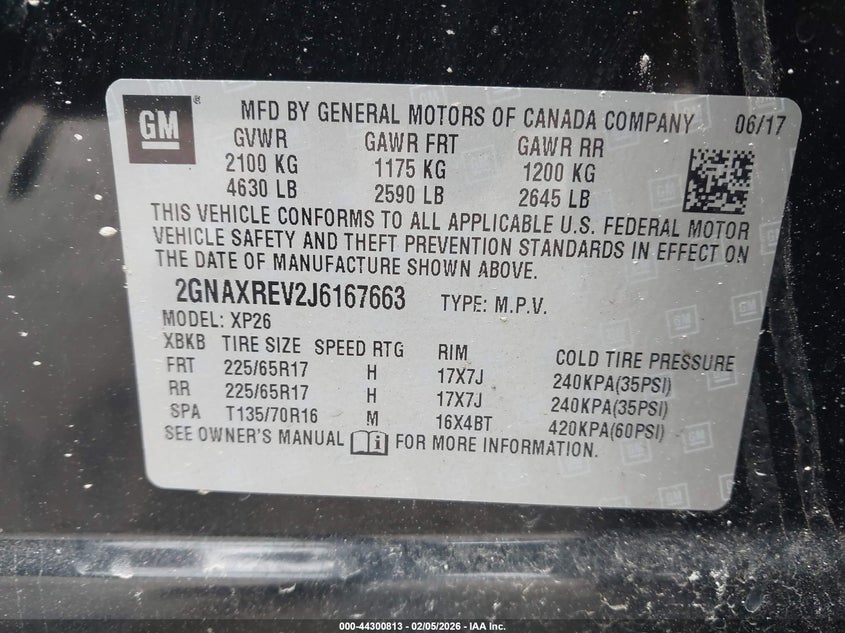 GM ® MFD BY GENERAL MOTORS OF CANADA COMPANY 06/17
GVWR GAWR FRT GAWR RR
2100 KG 1175 KG 1200 KG
4630 LB 2590 LB 2645 LB
THIS VEHICLE CONFORMS TO ALL APPLICABLE U.S. FEDERAL MOTOR
VEHICLE SAFETY AND THEFT PREVENTION STANDARDS IN EFFECT ON
THE DATE OF MANUFACTURE SHOWN ABOVE.
2GNAXREV2J6167663 TYPE: M.P.V.
MODEL: XP26
XBKB TIRE SIZE SPEED RTG RIM COLD TIRE PRESSURE
FRT 225/65R17 H 17X7J 240KPA(35PSI)
RR 225/65R17 H 17X7J 240KPA(35PSI)
SPA T135/70R16 M 16X4BT 420KPA(60PSI)
SEE OWNER'S MANUAL i FOR MORE INFORMATION.
000-44300813 - 02/05/2026 - IAA Inc.